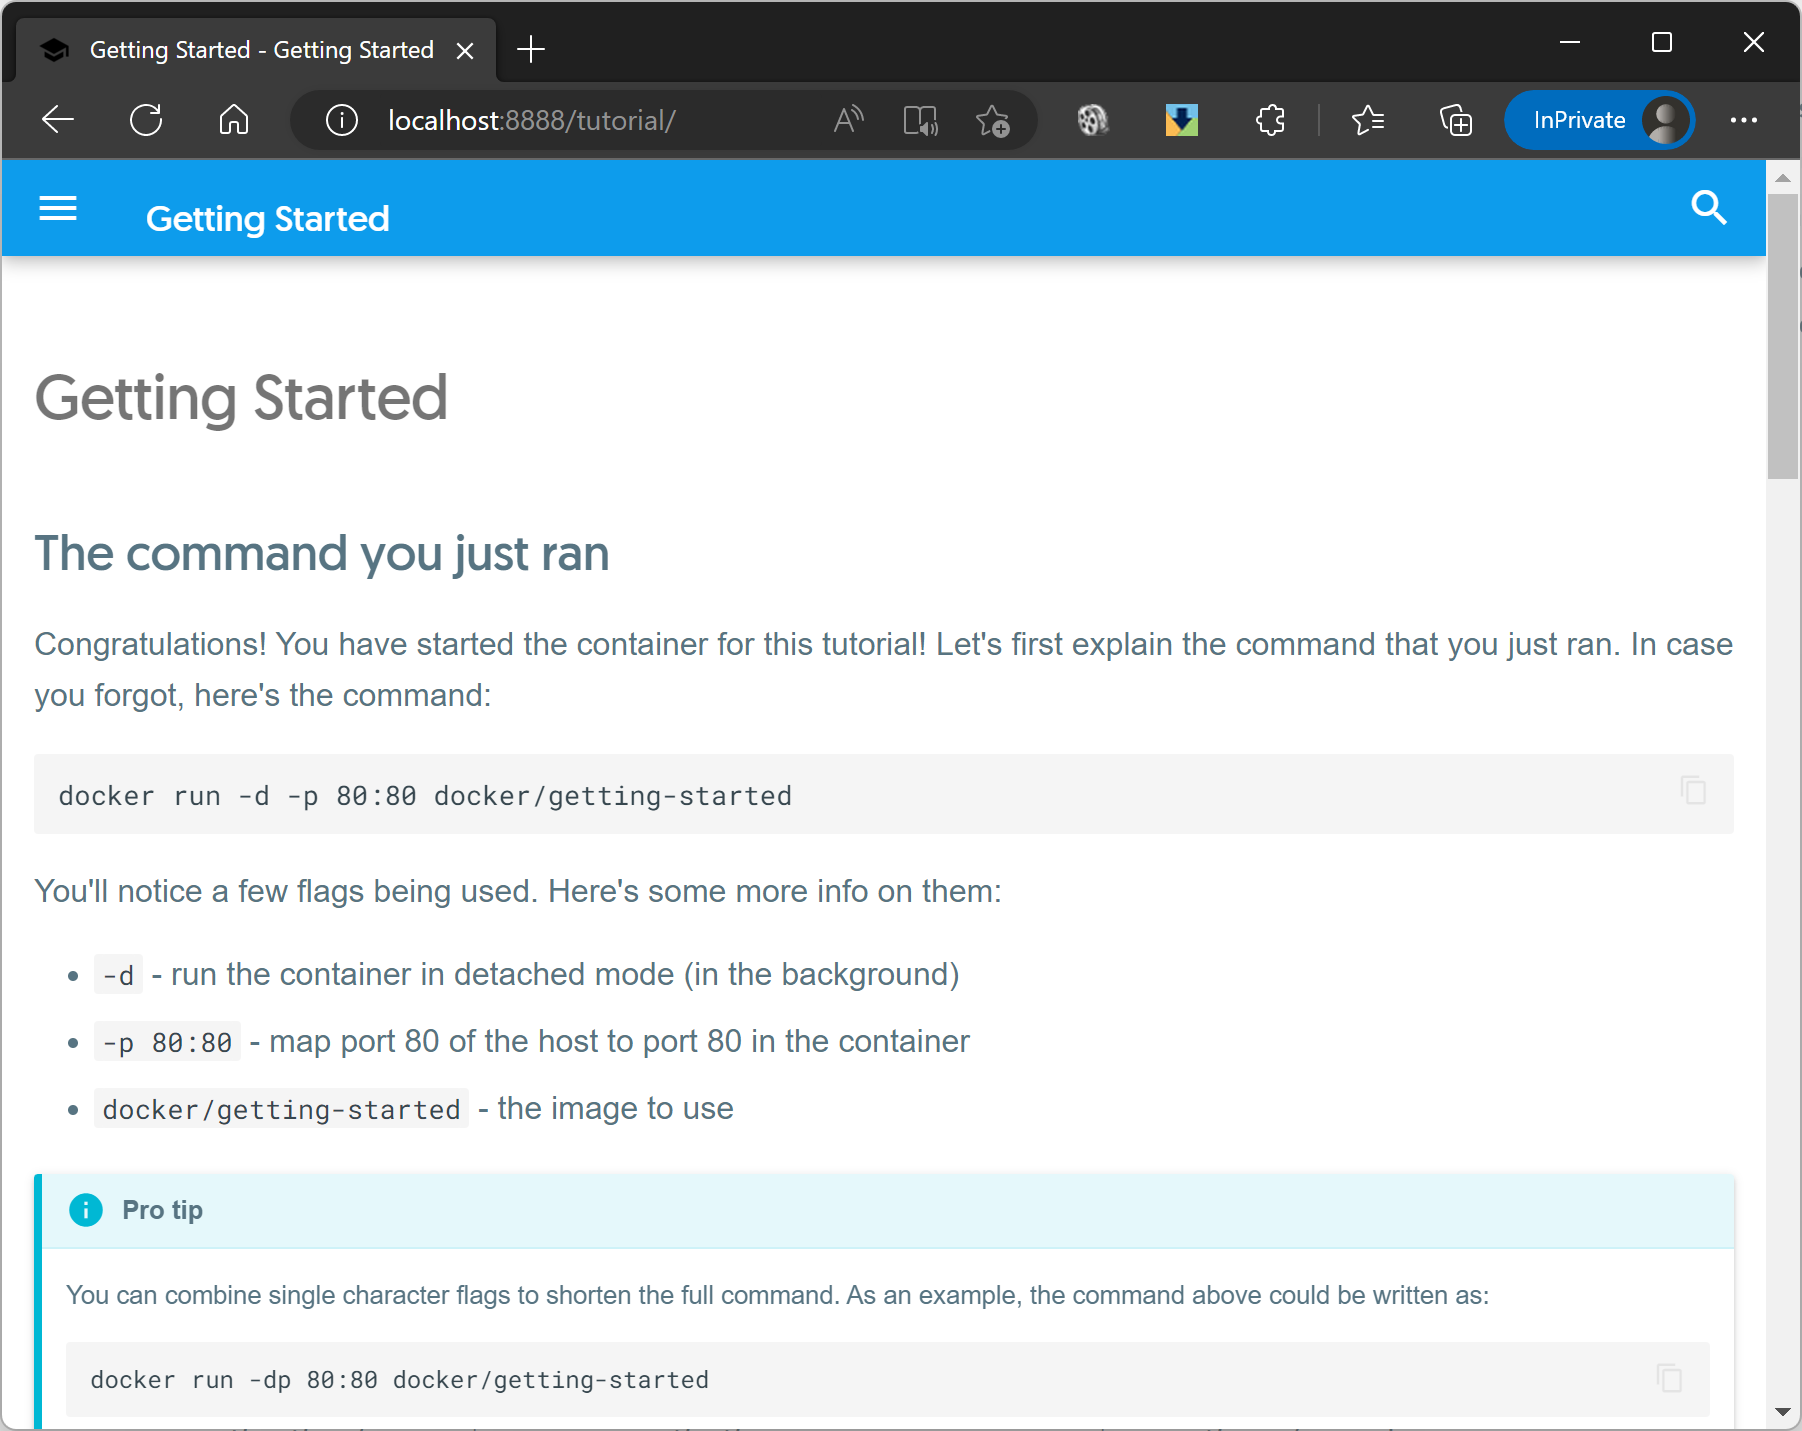 Getting Started - Getting Started
localhost:8888/tutorial/
InPrivate
Getting Started
Getting Started
The command you just ran
Congratulations! You have started the container for this tutorial! Let's first explain the command that you just ran. In case
you forgot, here's the command:
docker run -d -p 80:80 docker/getting-started
You'll notice a few flags being used. Here's some more info on them:
-d - run the container in detached mode (in the background)
-p 80:80 - map port 80 of the host to port 80 in the container
docker/getting-started - the image to use
Pro tip
You can combine single character flags to shorten the full command. As an example, the command above could be written as:
docker run -dp 80:80 docker/getting-started